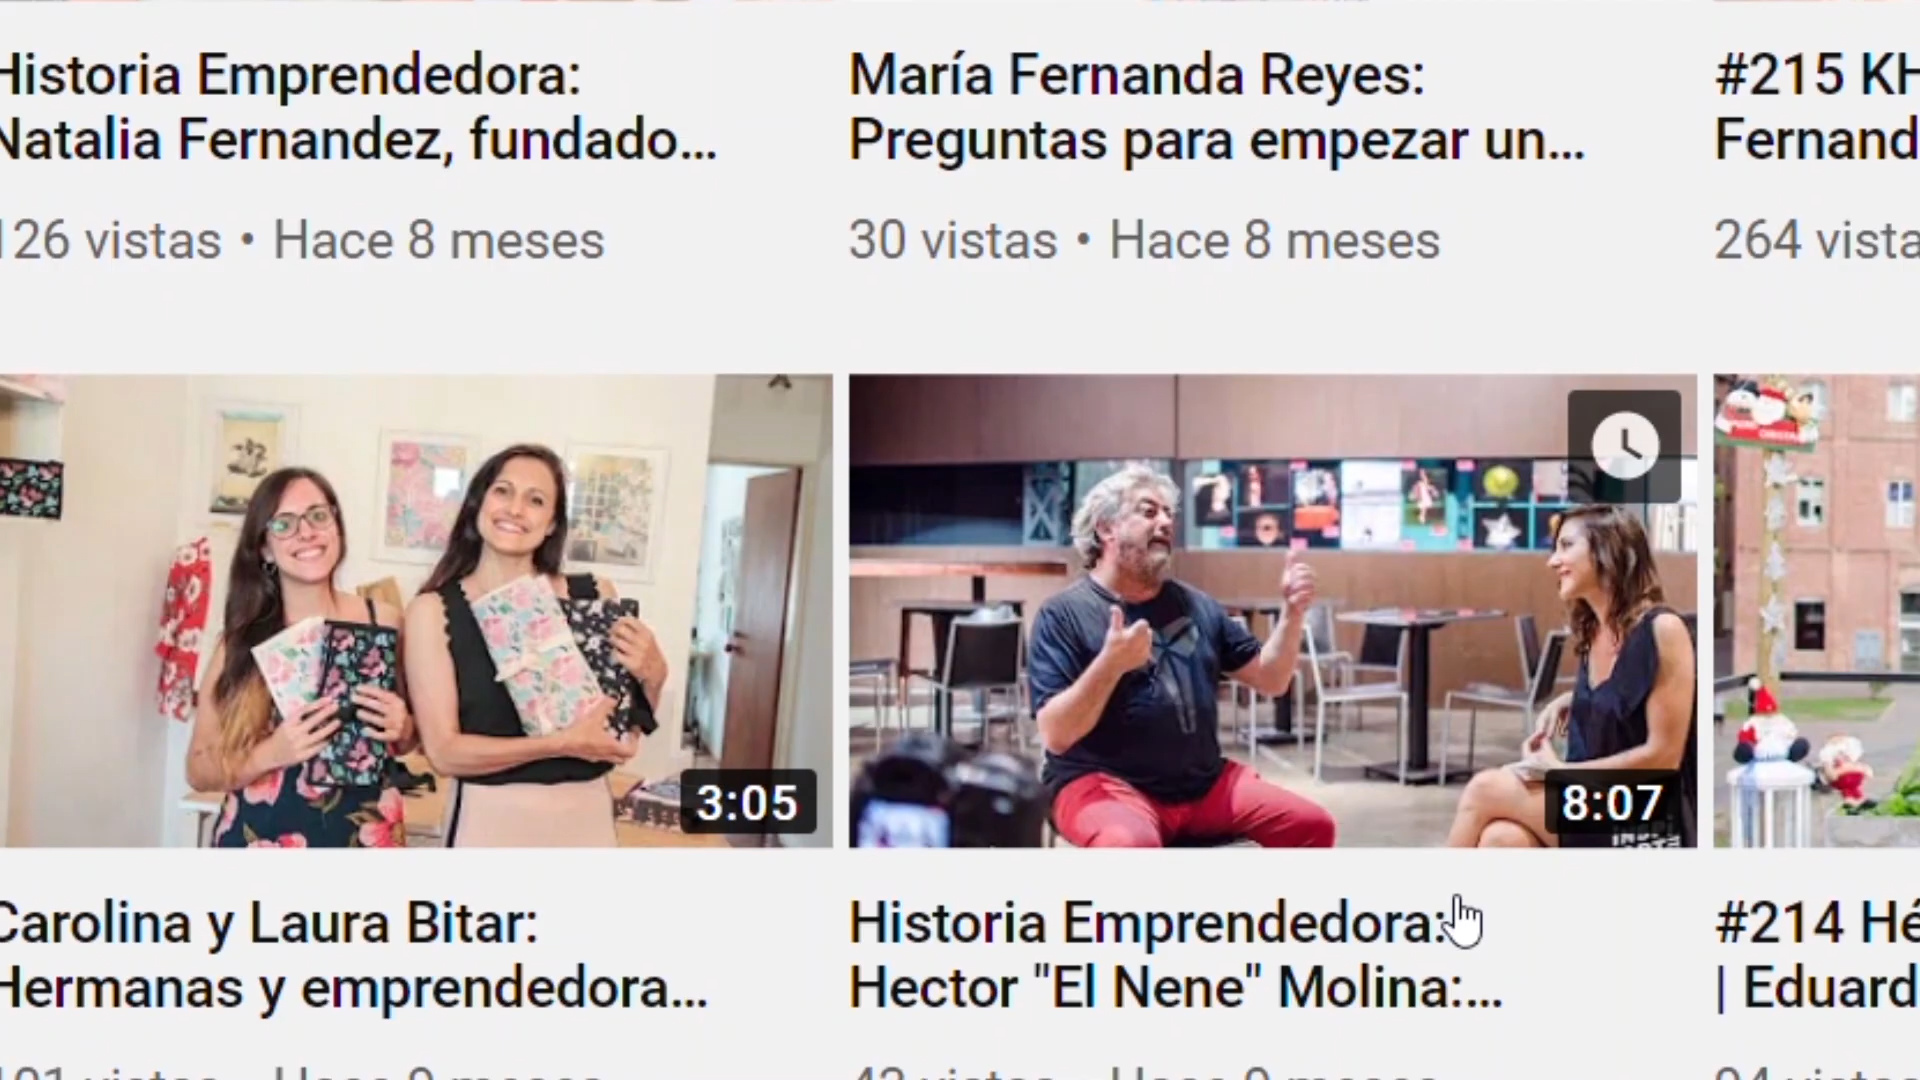 Historia Emprendedora:
Natalia Fernandez, fundado...
126 vistas • Hace 8 meses
María Fernanda Reyes:
Preguntas para empezar un...
30 vistas • Hace 8 meses
#215 KH
Fernand
264 vista
3:05
Carolina y Laura Bitar:
Hermanas y emprendedora...
8:07
Historia Emprendedora:
Hector "El Nene" Molina:...
#214 Hé
| Eduard